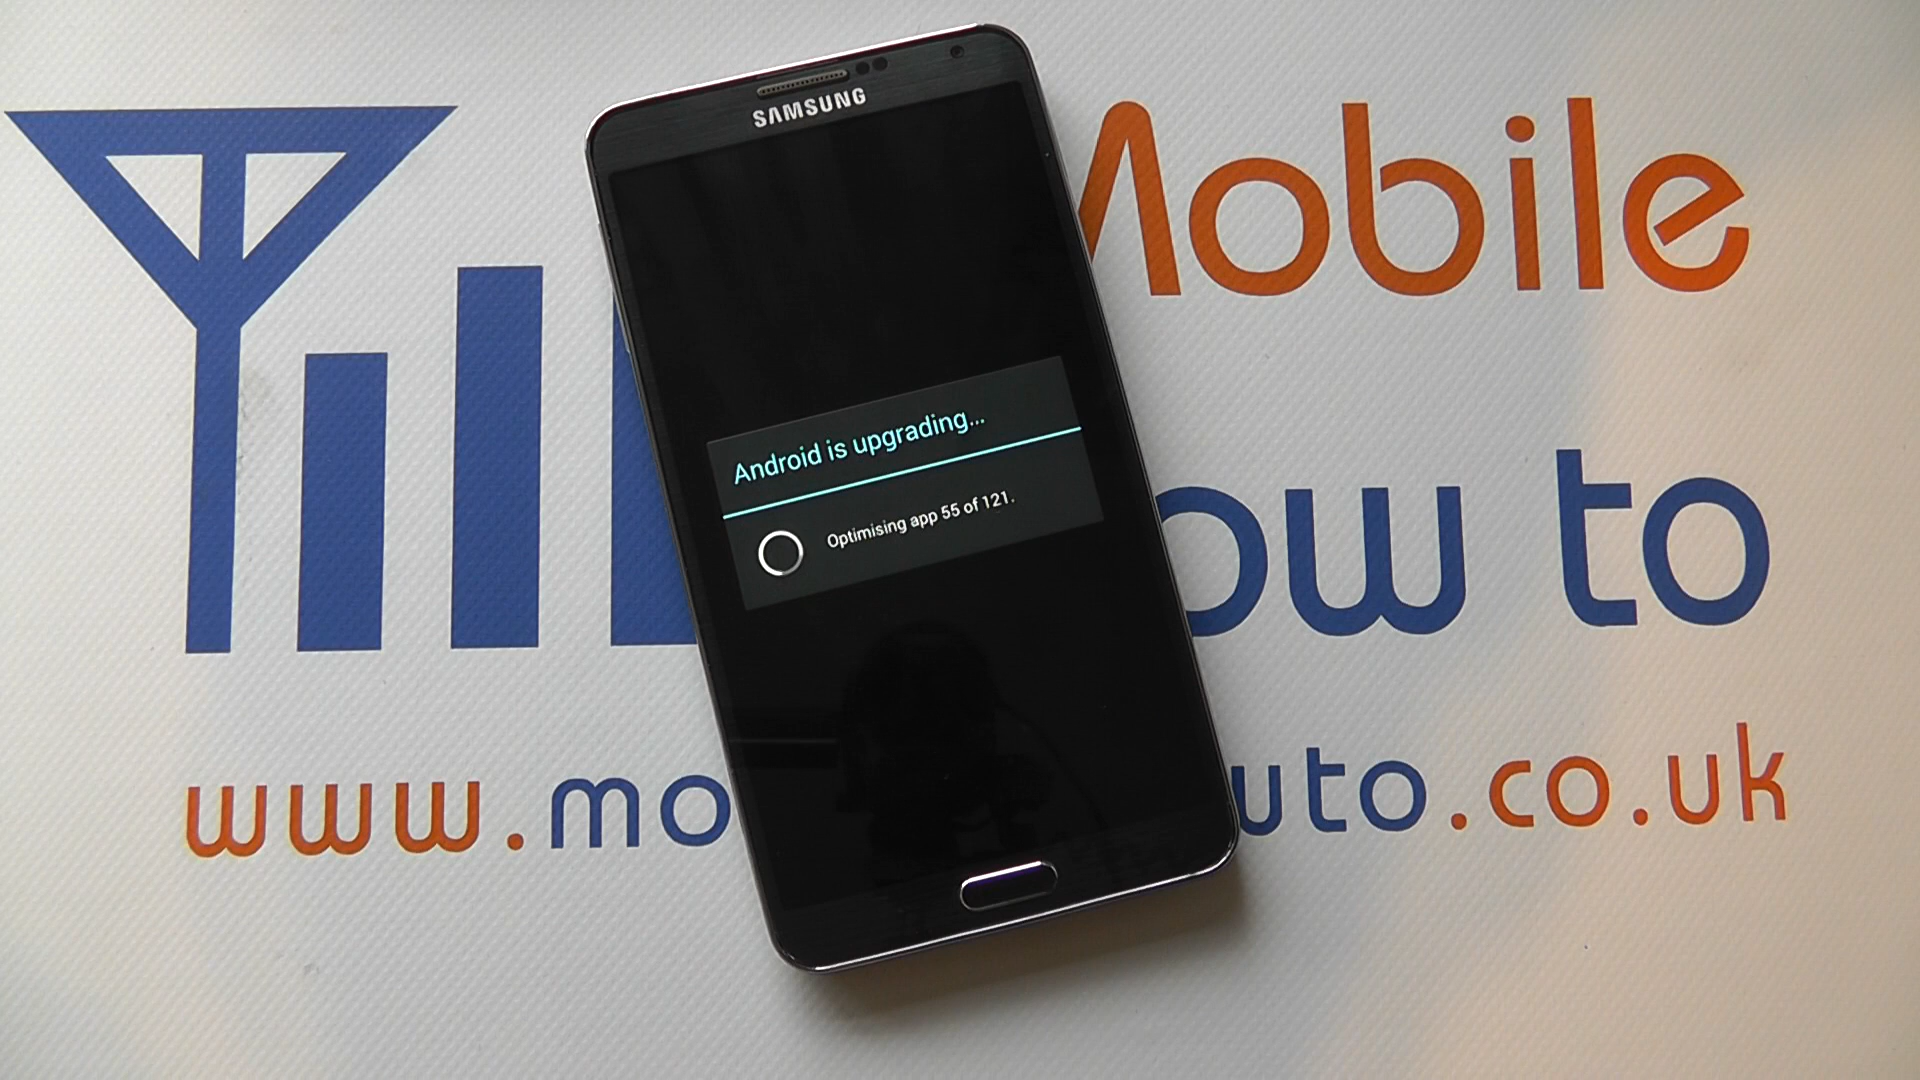 SAMSUNG
Mobile
Android is upgrading...
Optimising app 55 of 121.
ow to
www.mo uto.co.uk